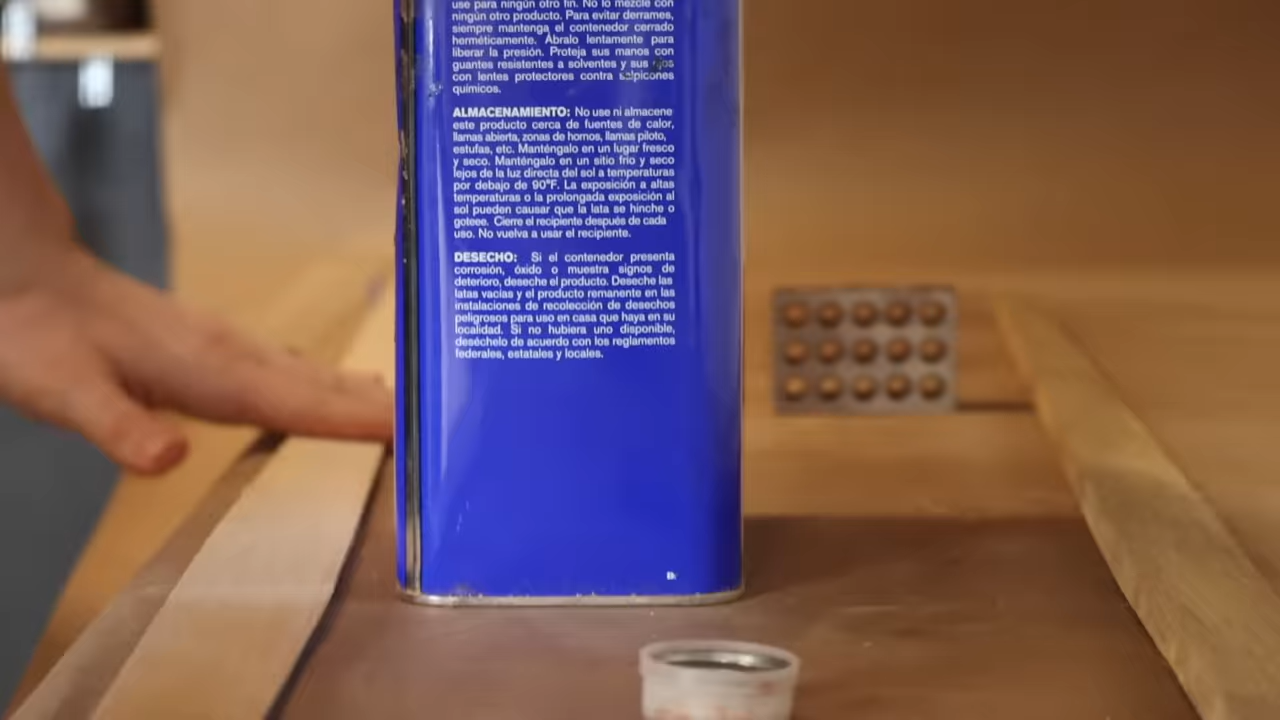 use para ningún otro fin. No lo mezcle con
ningún otro producto. Para evitar derrames,
siempre mantenga el contenedor cerrado
herméticamente. Ábralo lentamente para
liberar la presión. Proteja sus manos con
guantes resistentes a solventes y sus ojos
con lentes protectores contra salpicones
químicos.
ALMACENAMIENTO: No use ni almacene
este producto cerca de fuentes de calor,
llamas abierta, zonas de hornos, llamas piloto,
estufas, etc. Manténgalo en un lugar fresco
y seco. Manténgalo en un sitio frío y seco
lejos de la luz directa del sol a temperaturas
por debajo de 90°F. La exposición a altas
temperaturas o la prolongada exposición al
sol pueden causar que la lata se hinche o
goteee. Cierre el recipiente después de cada
uso. No vuelva a usar el recipiente.
DESECHO: Si el contenedor presenta
corrosión, óxido o muestra signos de
deterioro, deseche el producto. Deseche las
latas vacías y el producto remanente en las
instalaciones de recolección de desechos
peligrosos para uso en casa que haya en su
localidad. Si no hubiera uno disponible,
deséchelo de acuerdo con los reglamentos
federales, estatales y locales.